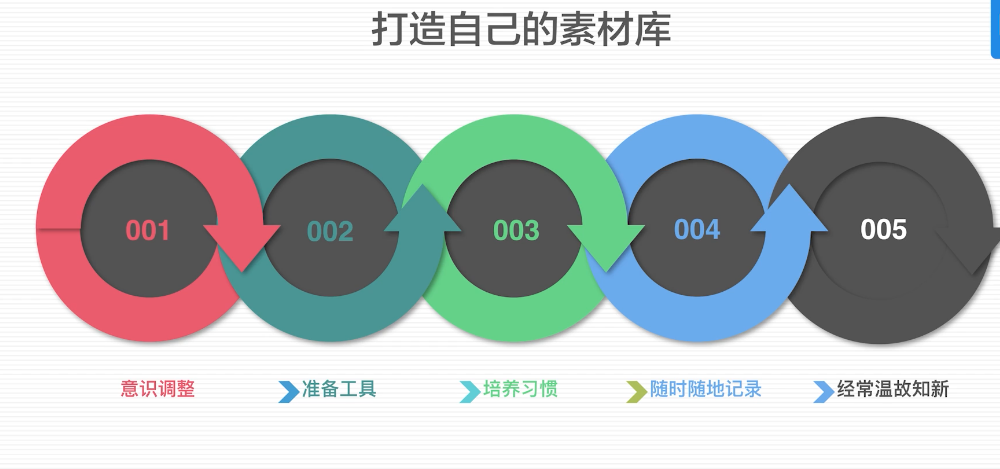 打造自己的素材库
001
002
003
004
005
意识调整
准备工具
培养习惯
随时随地记录
经常温故知新